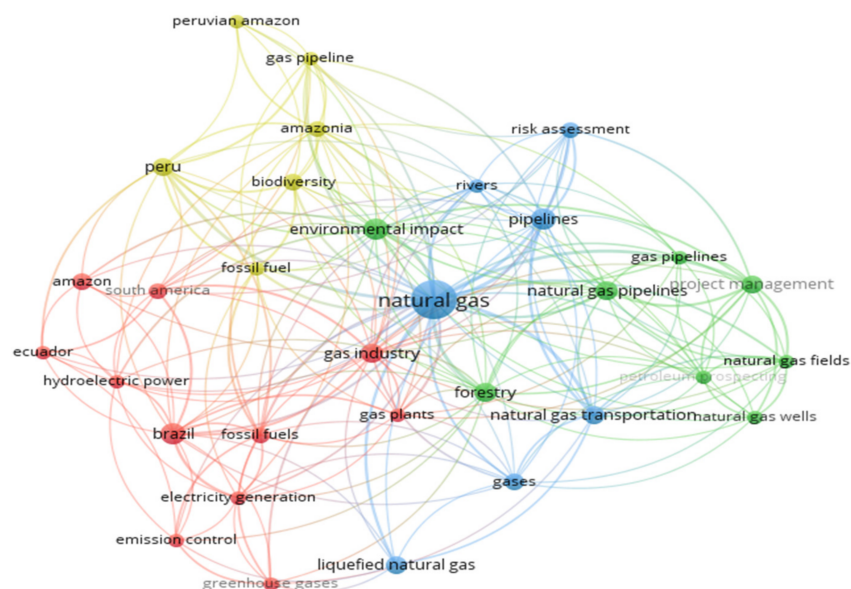 peruvian amazon
gas pipeline
amazonia
risk assessment
peru
biodiversity
rivers
pipelines
environmental impact
gas pipelines
fossil fuel
amazon
south america
natural gas pipelines
project management
natural gas
ecuador
gas industry
natural gas fields
hydroelectric power
petroleum prospecting
forestry
gas plants
natural gas transportation
natural gas wells
brazil
fossil fuels
gases
electricity generation
emission control
liquefied natural gas
greenhouse gases